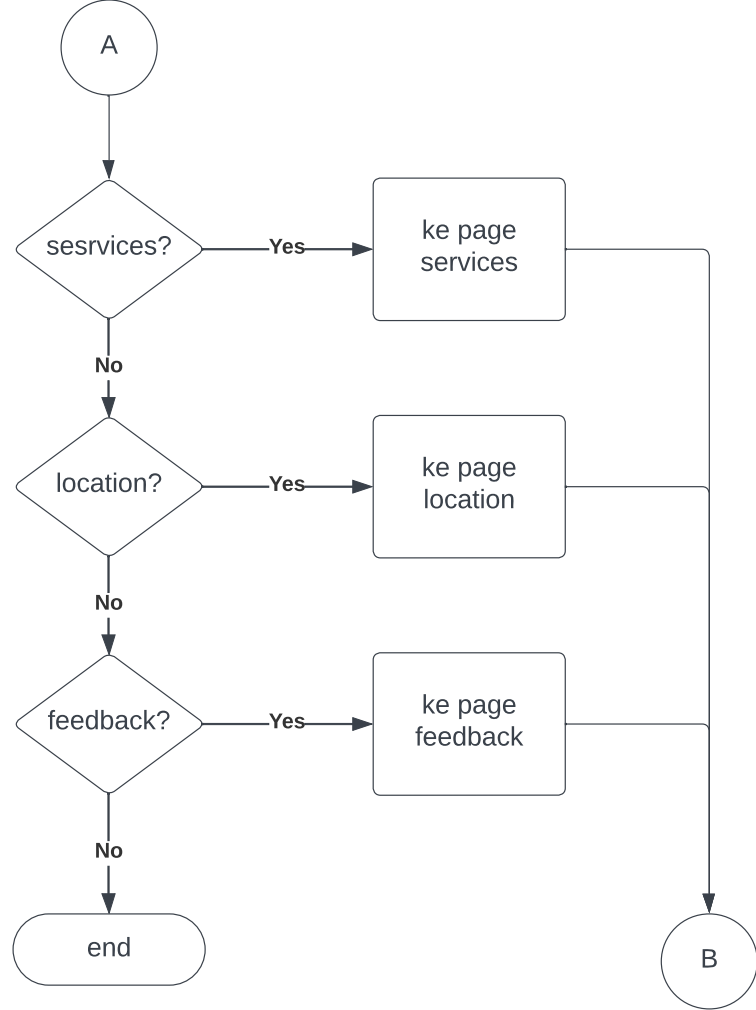 A
sesrvices?
Yes
ke page
services
No
location?
Yes
ke page
location
No
feedback?
Yes
ke page
feedback
No
end
B